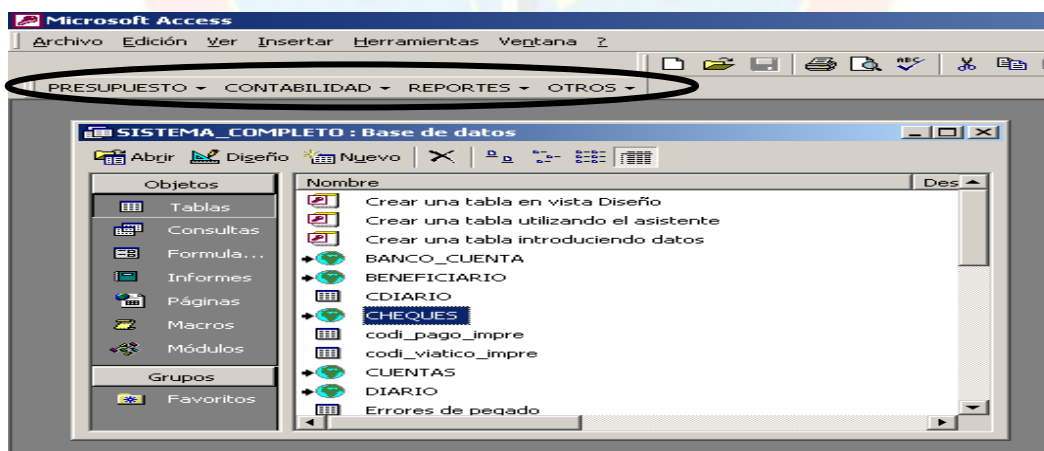 Microsoft Access
Archivo Edición Ver Insertar Herramientas Ventana ?
PRESUPUESTO CONTABILIDAD REPORTES OTROS
SISTEMA_COMPLETO : Base de datos
Abrir Diseño Nuevo
Objetos
Tablas
Consultas
Formula...
Informes
Páginas
Macros
Módulos
Grupos
Favoritos
Nombre Des
Crear una tabla en vista Diseño
Crear una tabla utilizando el asistente
Crear una tabla introduciendo datos
BANCO_CUENTA
BENEFICIARIO
CDIARIO
CHEQUES
codi_pago_impre
codi_viatico_impre
CUENTAS
DIARIO
Errores de pegado